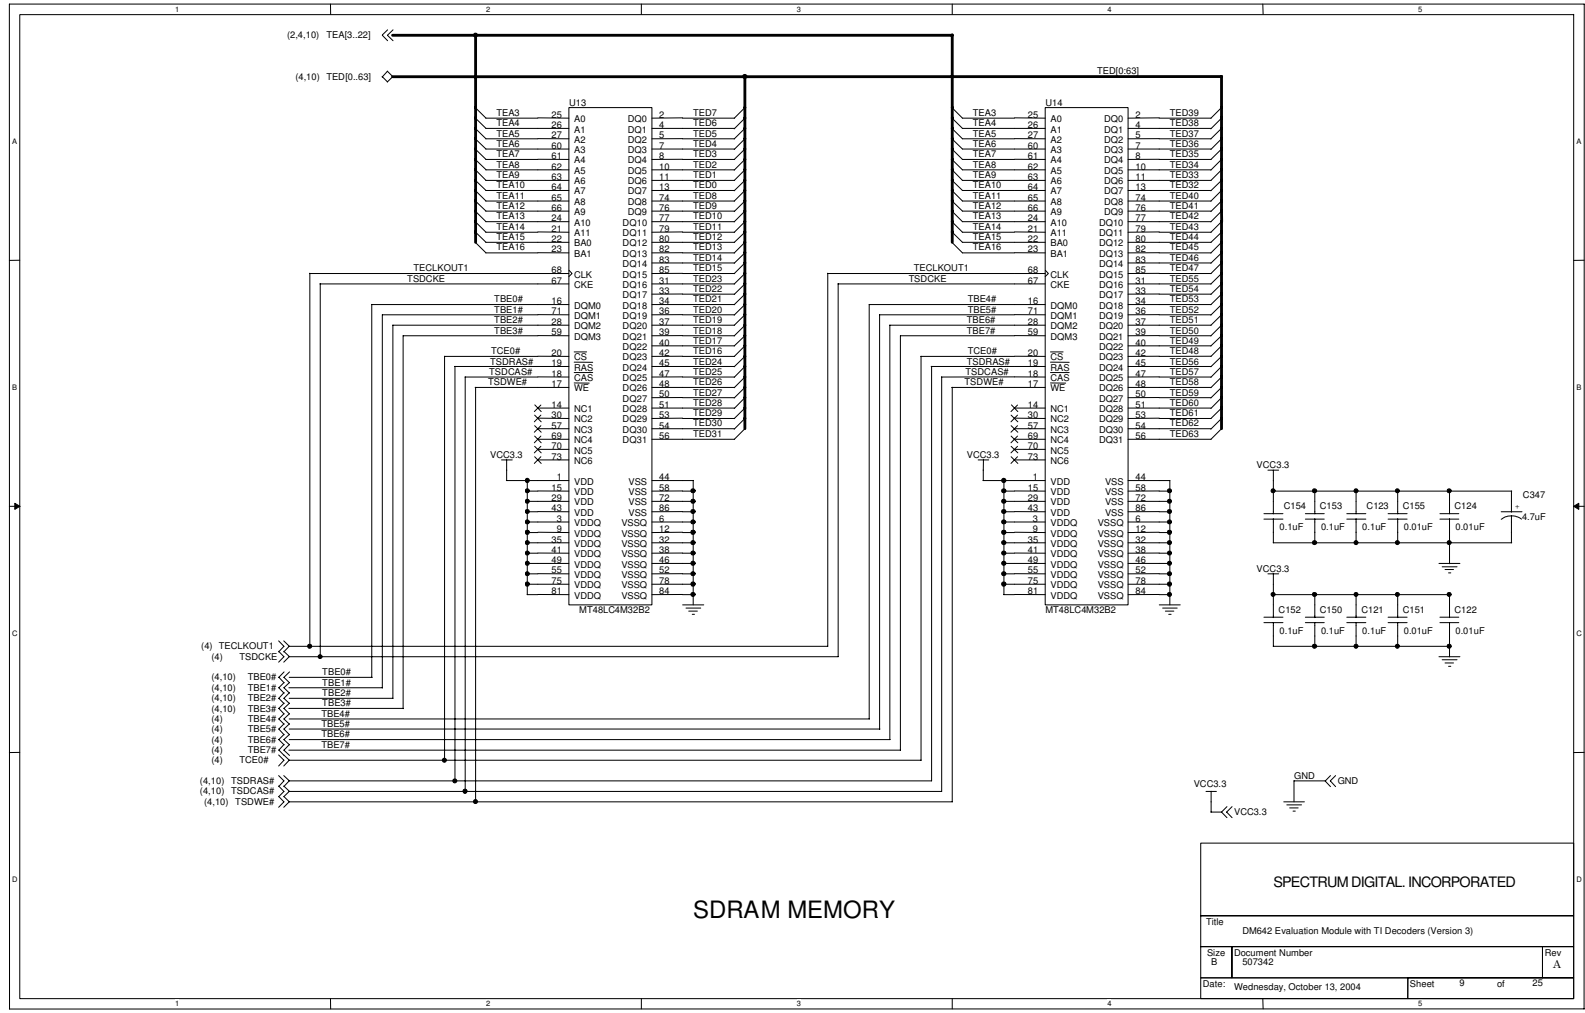 1 2 3 4 5
(2,4,10) TEA[3..22]
(4,10) TED[0..63]
TED[0:63]
U13
TEA3 25 A0 DQ0 2 TED7
TEA4 26 A1 DQ1 4 TED6
TEA5 27 A2 DQ2 5 TED5
TEA6 60 A3 DQ3 7 TED4
TEA7 61 A4 DQ4 8 TED3
TEA8 62 A5 DQ5 10 TED2
TEA9 63 A6 DQ6 11 TED1
TEA10 64 A7 DQ7 13 TED0
TEA11 65 A8 DQ8 74 TED8
TEA12 66 A9 DQ9 76 TED9
TEA13 24 A10 DQ10 77 TED10
TEA14 21 A11 DQ11 79 TED11
TEA15 22 BA0 DQ12 80 TED12
TEA16 23 BA1 DQ13 82 TED13
DQ14 83 TED14
TECLKOUT1 68 CLK DQ15 85 TED15
TSDCKE 67 CKE DQ16 31 TED23
DQ17 33 TED22
TBE0# 16 DQM0 DQ18 34 TED21
TBE1# 71 DQM1 DQ19 36 TED20
TBE2# 28 DQM2 DQ20 37 TED19
TBE3# 59 DQM3 DQ21 39 TED18
DQ22 40 TED17
TCE0# 20 CS DQ23 42 TED16
TSDRAS# 19 RAS DQ24 45 TED24
TSDCAS# 18 CAS DQ25 47 TED25
TSDWE# 17 WE DQ26 48 TED26
DQ27 50 TED27
14 NC1 DQ28 51 TED28
30 NC2 DQ29 53 TED29
57 NC3 DQ30 54 TED30
69 NC4 DQ31 56 TED31
70 NC5
73 NC6
VCC3.3
1 VDD VSS 44
15 VDD VSS 58
29 VDD VSS 72
43 VDD VSS 86
3 VDDQ VSSQ 6
9 VDDQ VSSQ 12
35 VDDQ VSSQ 32
41 VDDQ VSSQ 38
49 VDDQ VSSQ 46
55 VDDQ VSSQ 52
75 VDDQ VSSQ 78
81 VDDQ VSSQ 84
MT48LC4M32B2
U14
TEA3 25 A0 DQ0 2 TED39
TEA4 26 A1 DQ1 4 TED38
TEA5 27 A2 DQ2 5 TED37
TEA6 60 A3 DQ3 7 TED36
TEA7 61 A4 DQ4 8 TED35
TEA8 62 A5 DQ5 10 TED34
TEA9 63 A6 DQ6 11 TED33
TEA10 64 A7 DQ7 13 TED32
TEA11 65 A8 DQ8 74 TED40
TEA12 66 A9 DQ9 76 TED41
TEA13 24 A10 DQ10 77 TED42
TEA14 21 A11 DQ11 79 TED43
TEA15 22 BA0 DQ12 80 TED44
TEA16 23 BA1 DQ13 82 TED45
DQ14 83 TED46
TECLKOUT1 68 CLK DQ15 85 TED47
TSDCKE 67 CKE DQ16 31 TED55
DQ17 33 TED54
TBE4# 16 DQM0 DQ18 34 TED53
TBE5# 71 DQM1 DQ19 36 TED52
TBE6# 28 DQM2 DQ20 37 TED51
TBE7# 59 DQM3 DQ21 39 TED50
DQ22 40 TED49
TCE0# 20 CS DQ23 42 TED48
TSDRAS# 19 RAS DQ24 45 TED56
TSDCAS# 18 CAS DQ25 47 TED57
TSDWE# 17 WE DQ26 48 TED58
DQ27 50 TED59
14 NC1 DQ28 51 TED60
30 NC2 DQ29 53 TED61
57 NC3 DQ30 54 TED62
69 NC4 DQ31 56 TED63
70 NC5
73 NC6
VCC3.3
1 VDD VSS 44
15 VDD VSS 58
29 VDD VSS 72
43 VDD VSS 86
3 VDDQ VSSQ 6
9 VDDQ VSSQ 12
35 VDDQ VSSQ 32
41 VDDQ VSSQ 38
49 VDDQ VSSQ 46
55 VDDQ VSSQ 52
75 VDDQ VSSQ 78
81 VDDQ VSSQ 84
MT48LC4M32B2
VCC3.3
C154 C153 C123 C155 C124 C347
0.1uF 0.1uF 0.1uF 0.01uF 0.01uF + 4.7uF
VCC3.3
C152 C150 C121 C151 C122
0.1uF 0.1uF 0.1uF 0.01uF 0.01uF
(4) TECLKOUT1
(4) TSDCKE
(4,10) TBE0# TBE0#
(4,10) TBE1# TBE1#
(4,10) TBE2# TBE2#
(4,10) TBE3# TBE3#
(4) TBE4# TBE4#
(4) TBE5# TBE5#
(4) TBE6# TBE6#
(4) TBE7# TBE7#
(4) TCE0#
(4,10) TSDRAS#
(4,10) TSDCAS#
(4,10) TSDWE#
VCC3.3
VCC3.3
GND GND
A A
B B
C C
D D
SDRAM MEMORY
SPECTRUM DIGITAL. INCORPORATED
Title
DM642 Evaluation Module with TI Decoders (Version 3)
Size Document Number Rev
B 507342 A
Date: Wednesday, October 13, 2004 Sheet 9 of 25
1 2 3 4 5